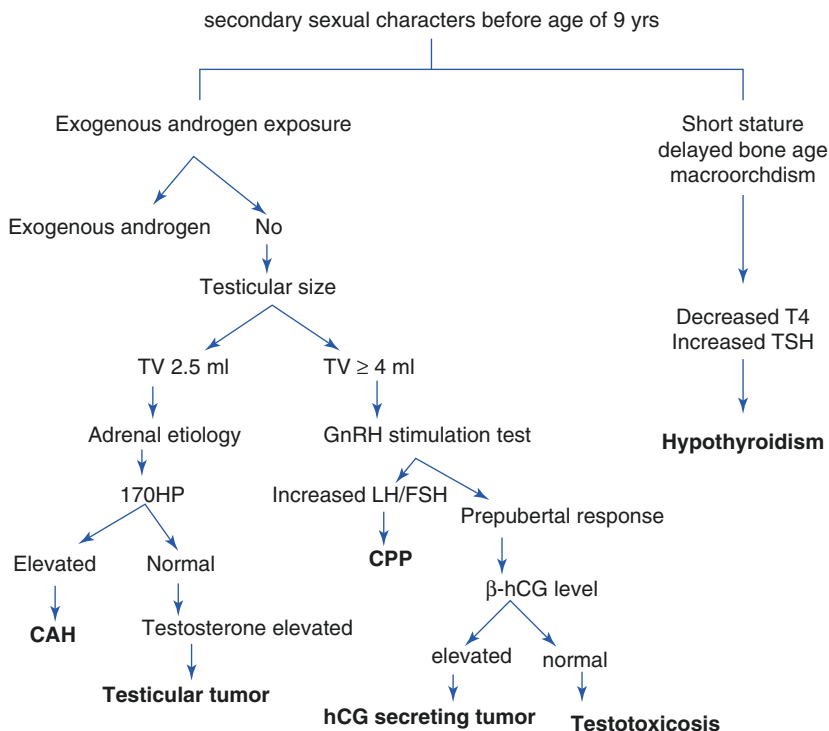 secondary sexual characters before age of 9 yrs
Exogenous androgen exposure
Short stature
delayed bone age
macroorchdism
Exogenous androgen
No
Testicular size
Decreased T4
Increased TSH
TV 2.5 ml
TV ≥ 4 ml
Adrenal etiology
GnRH stimulation test
Hypothyroidism
170HP
Increased LH/FSH
Prepubertal response
Elevated
Normal
CPP
β-hCG level
CAH
Testosterone elevated
elevated
normal
Testicular tumor
hCG secreting tumor
Testotoxicosis